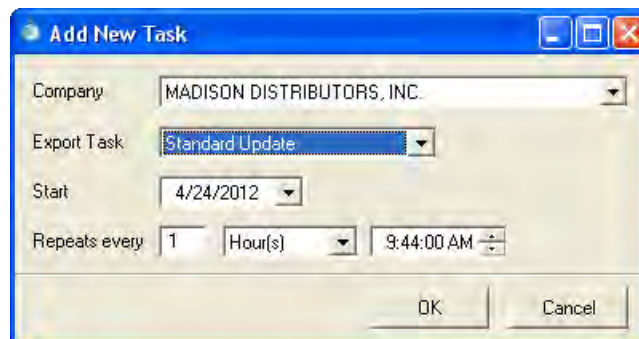 Add New Task
Company MADISON DISTRIBUTORS, INC.
Export Task Standard Update
Start 4/24/2012
Repeats every 1 Hour(s) 9:44:00 AM
OK Cancel